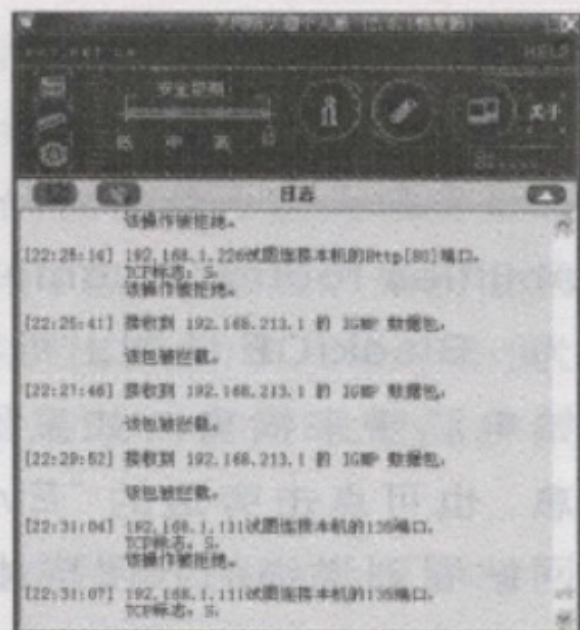 HELP
安全级别
低 中 高
关于
日志
该操作被拒绝。
[22:25:16] 192.168.1.226试图连接本机的Http[80]端口。
TCP标志：S。
该操作被拒绝。
[22:25:41] 接收到 192.168.213.1 的 IGMP 数据包，
该包被拦截。
[22:27:46] 接收到 192.168.213.1 的 IGMP 数据包，
该包被拦截。
[22:29:52] 接收到 192.168.213.1 的 IGMP 数据包，
该包被拦截。
[22:31:04] 192.168.1.111试图连接本机的135端口。
TCP标志：S。
该操作被拒绝。
[22:31:07] 192.168.1.111试图连接本机的135端口。
TCP标志：S。